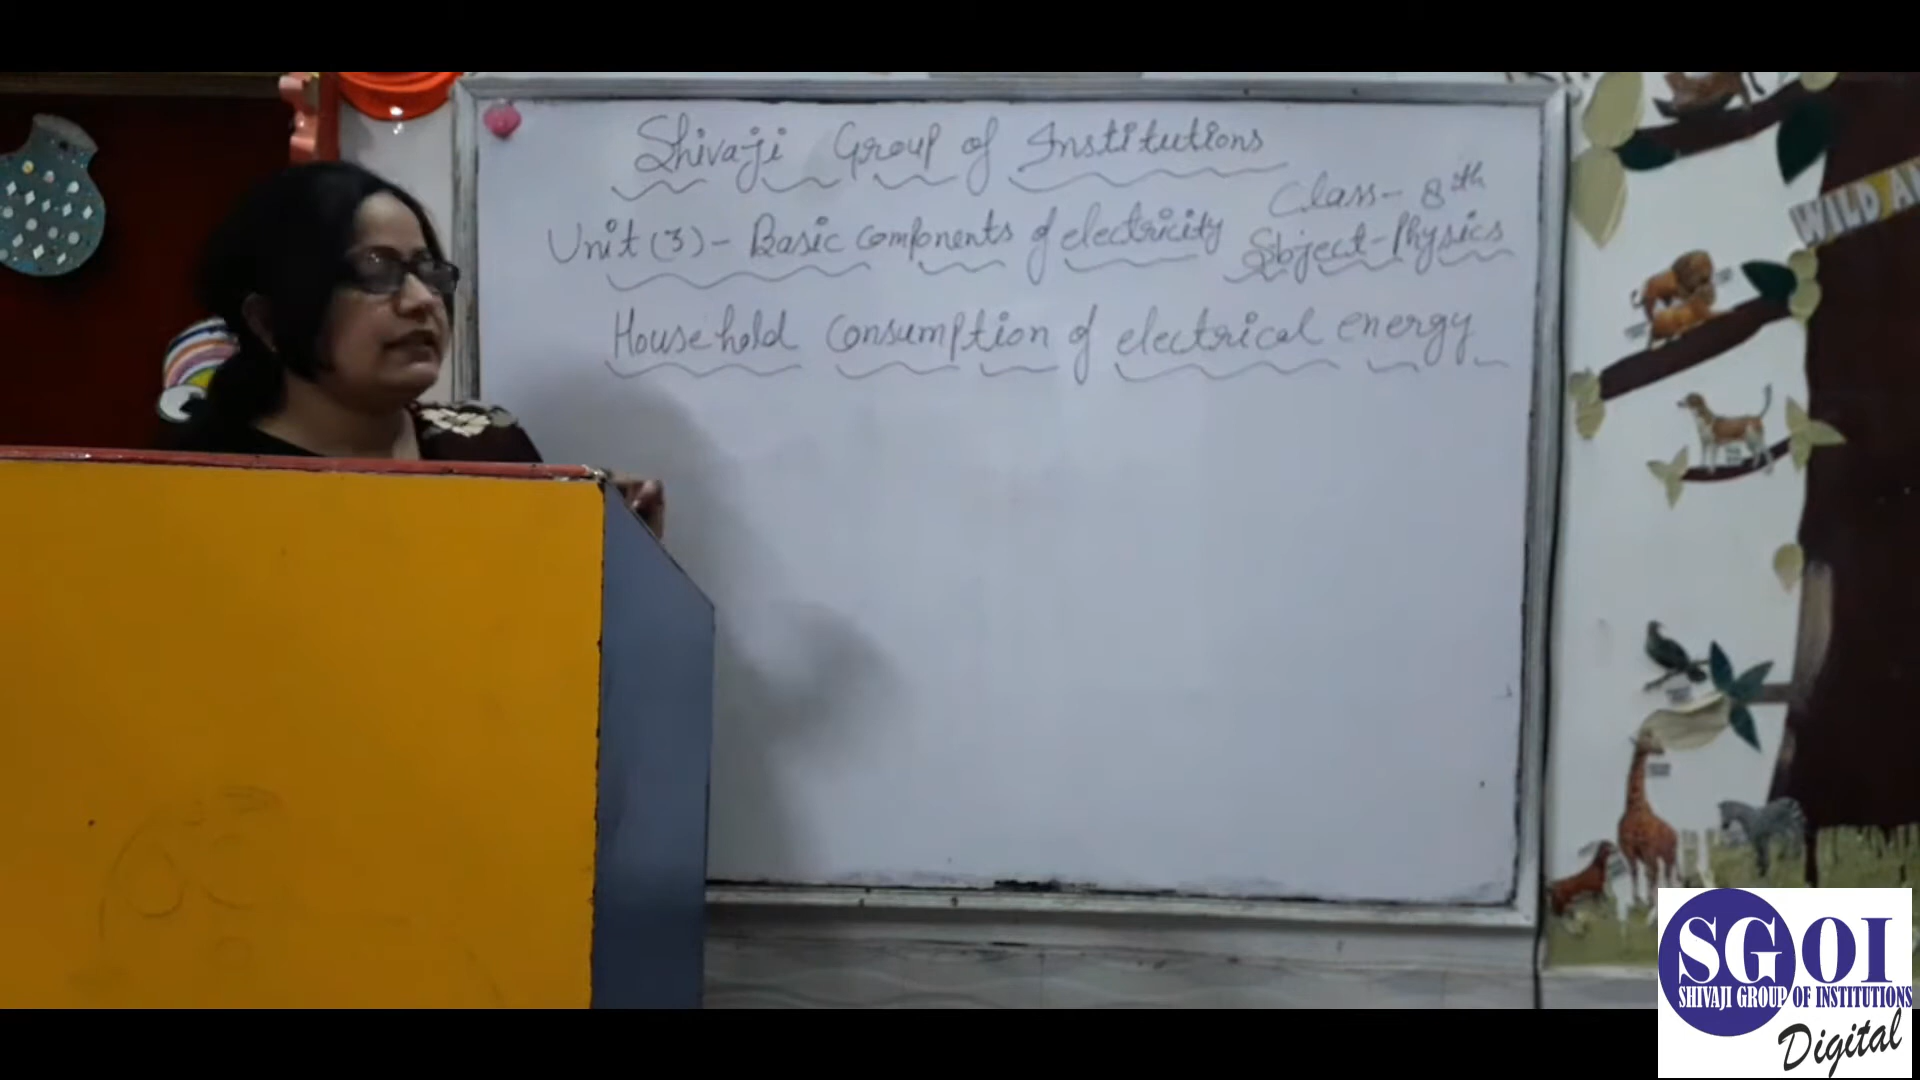 Shivaji Group of Institutions
Class - 8th
Unit (3) - Basic components of electricity
Sbject - Physics
Household consumption of electrical energy
WILD A
SGOI
SHIVAJI GROUP OF INSTITUTIONS
Digital